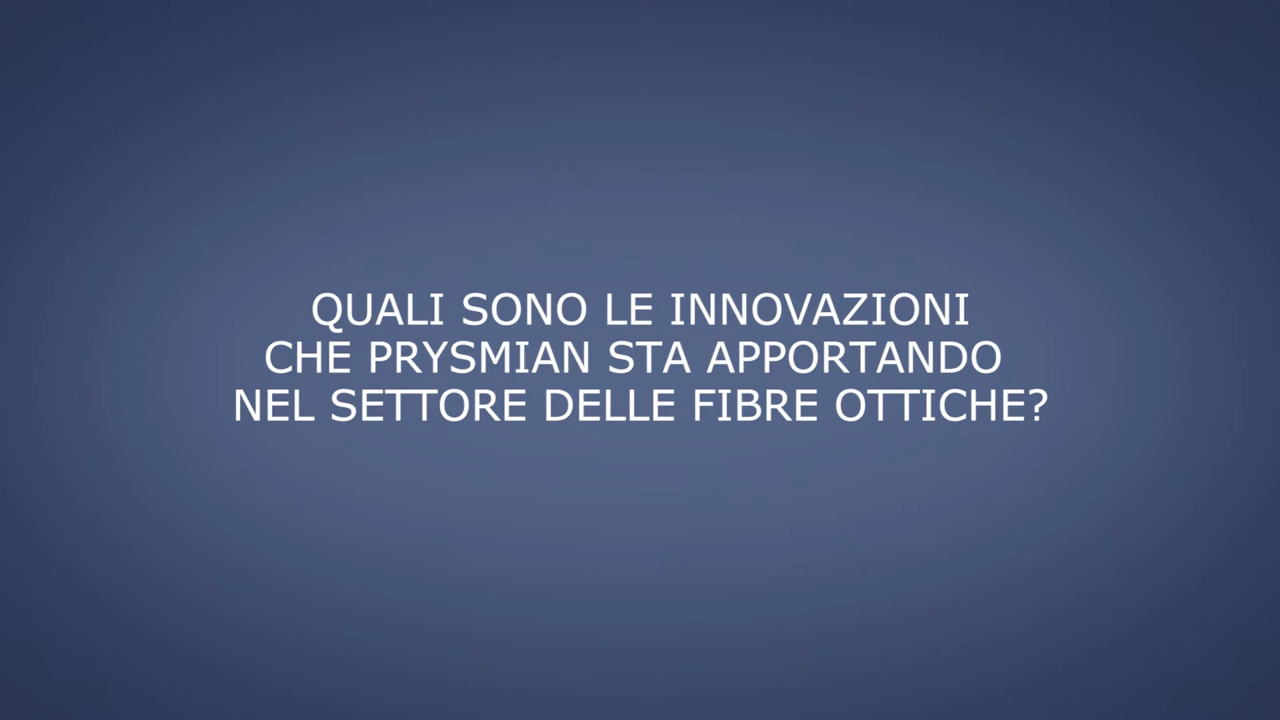 QUALI SONO LE INNOVAZIONI
CHE PRYSMIAN STA APPORTANDO
NEL SETTORE DELLE FIBRE OTTICHE?